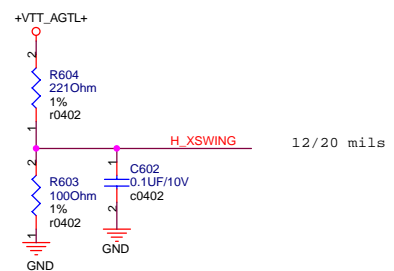 +VTT_AGTL+
2
R604
221Ohm
1%
r0402
1
H_XSWING
12/20 mils
2
R603
100Ohm
1%
r0402
1
1
C602
0.1UF/10V
c0402
2
GND
GND